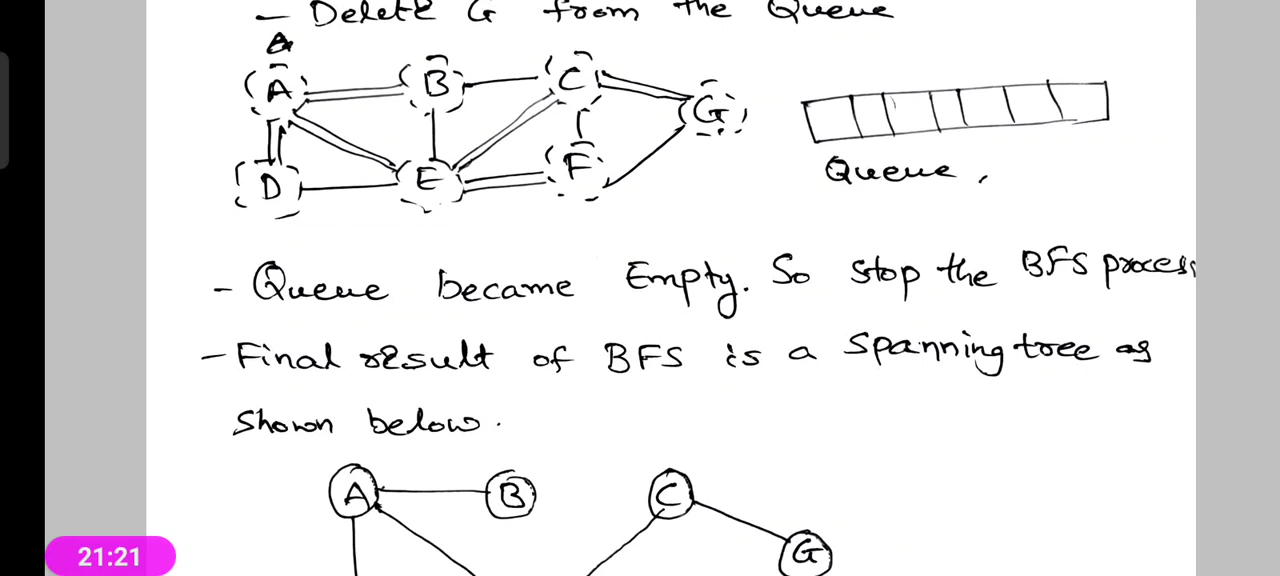 - Delete G from the Queue
A B C G
D E F
Queue,
- Queue became Empty. So stop the BFS process
- Final result of BFS is a spanning tree as
shown below.
A B C
G
21:21